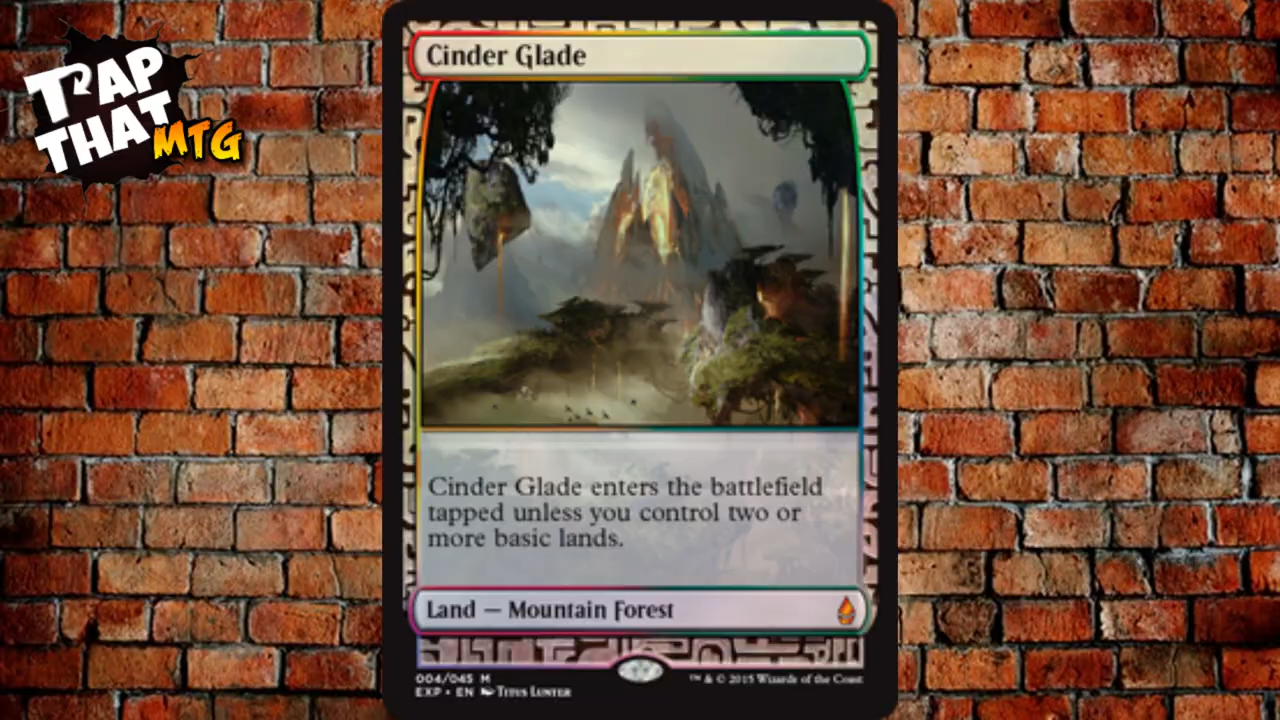 TRAP
THAT
MTG
Cinder Glade
Cinder Glade enters the battlefield
tapped unless you control two or
more basic lands.
Land — Mountain Forest
004/045 M
EXP • EN Titus Lunter
™ & © 2015 Wizards of the Coast